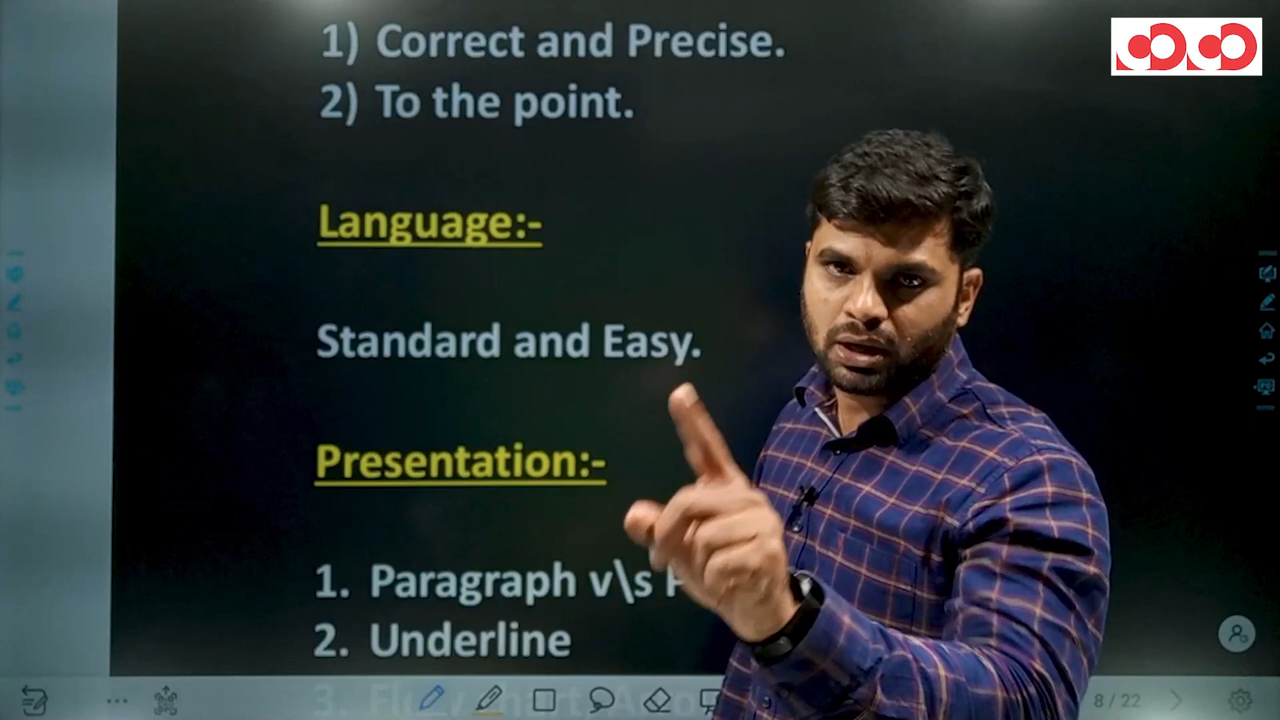 1) Correct and Precise.
2) To the point.
Language:-
Standard and Easy.
Presentation:-
1. Paragraph v\s P
2. Underline
3.
8 / 22